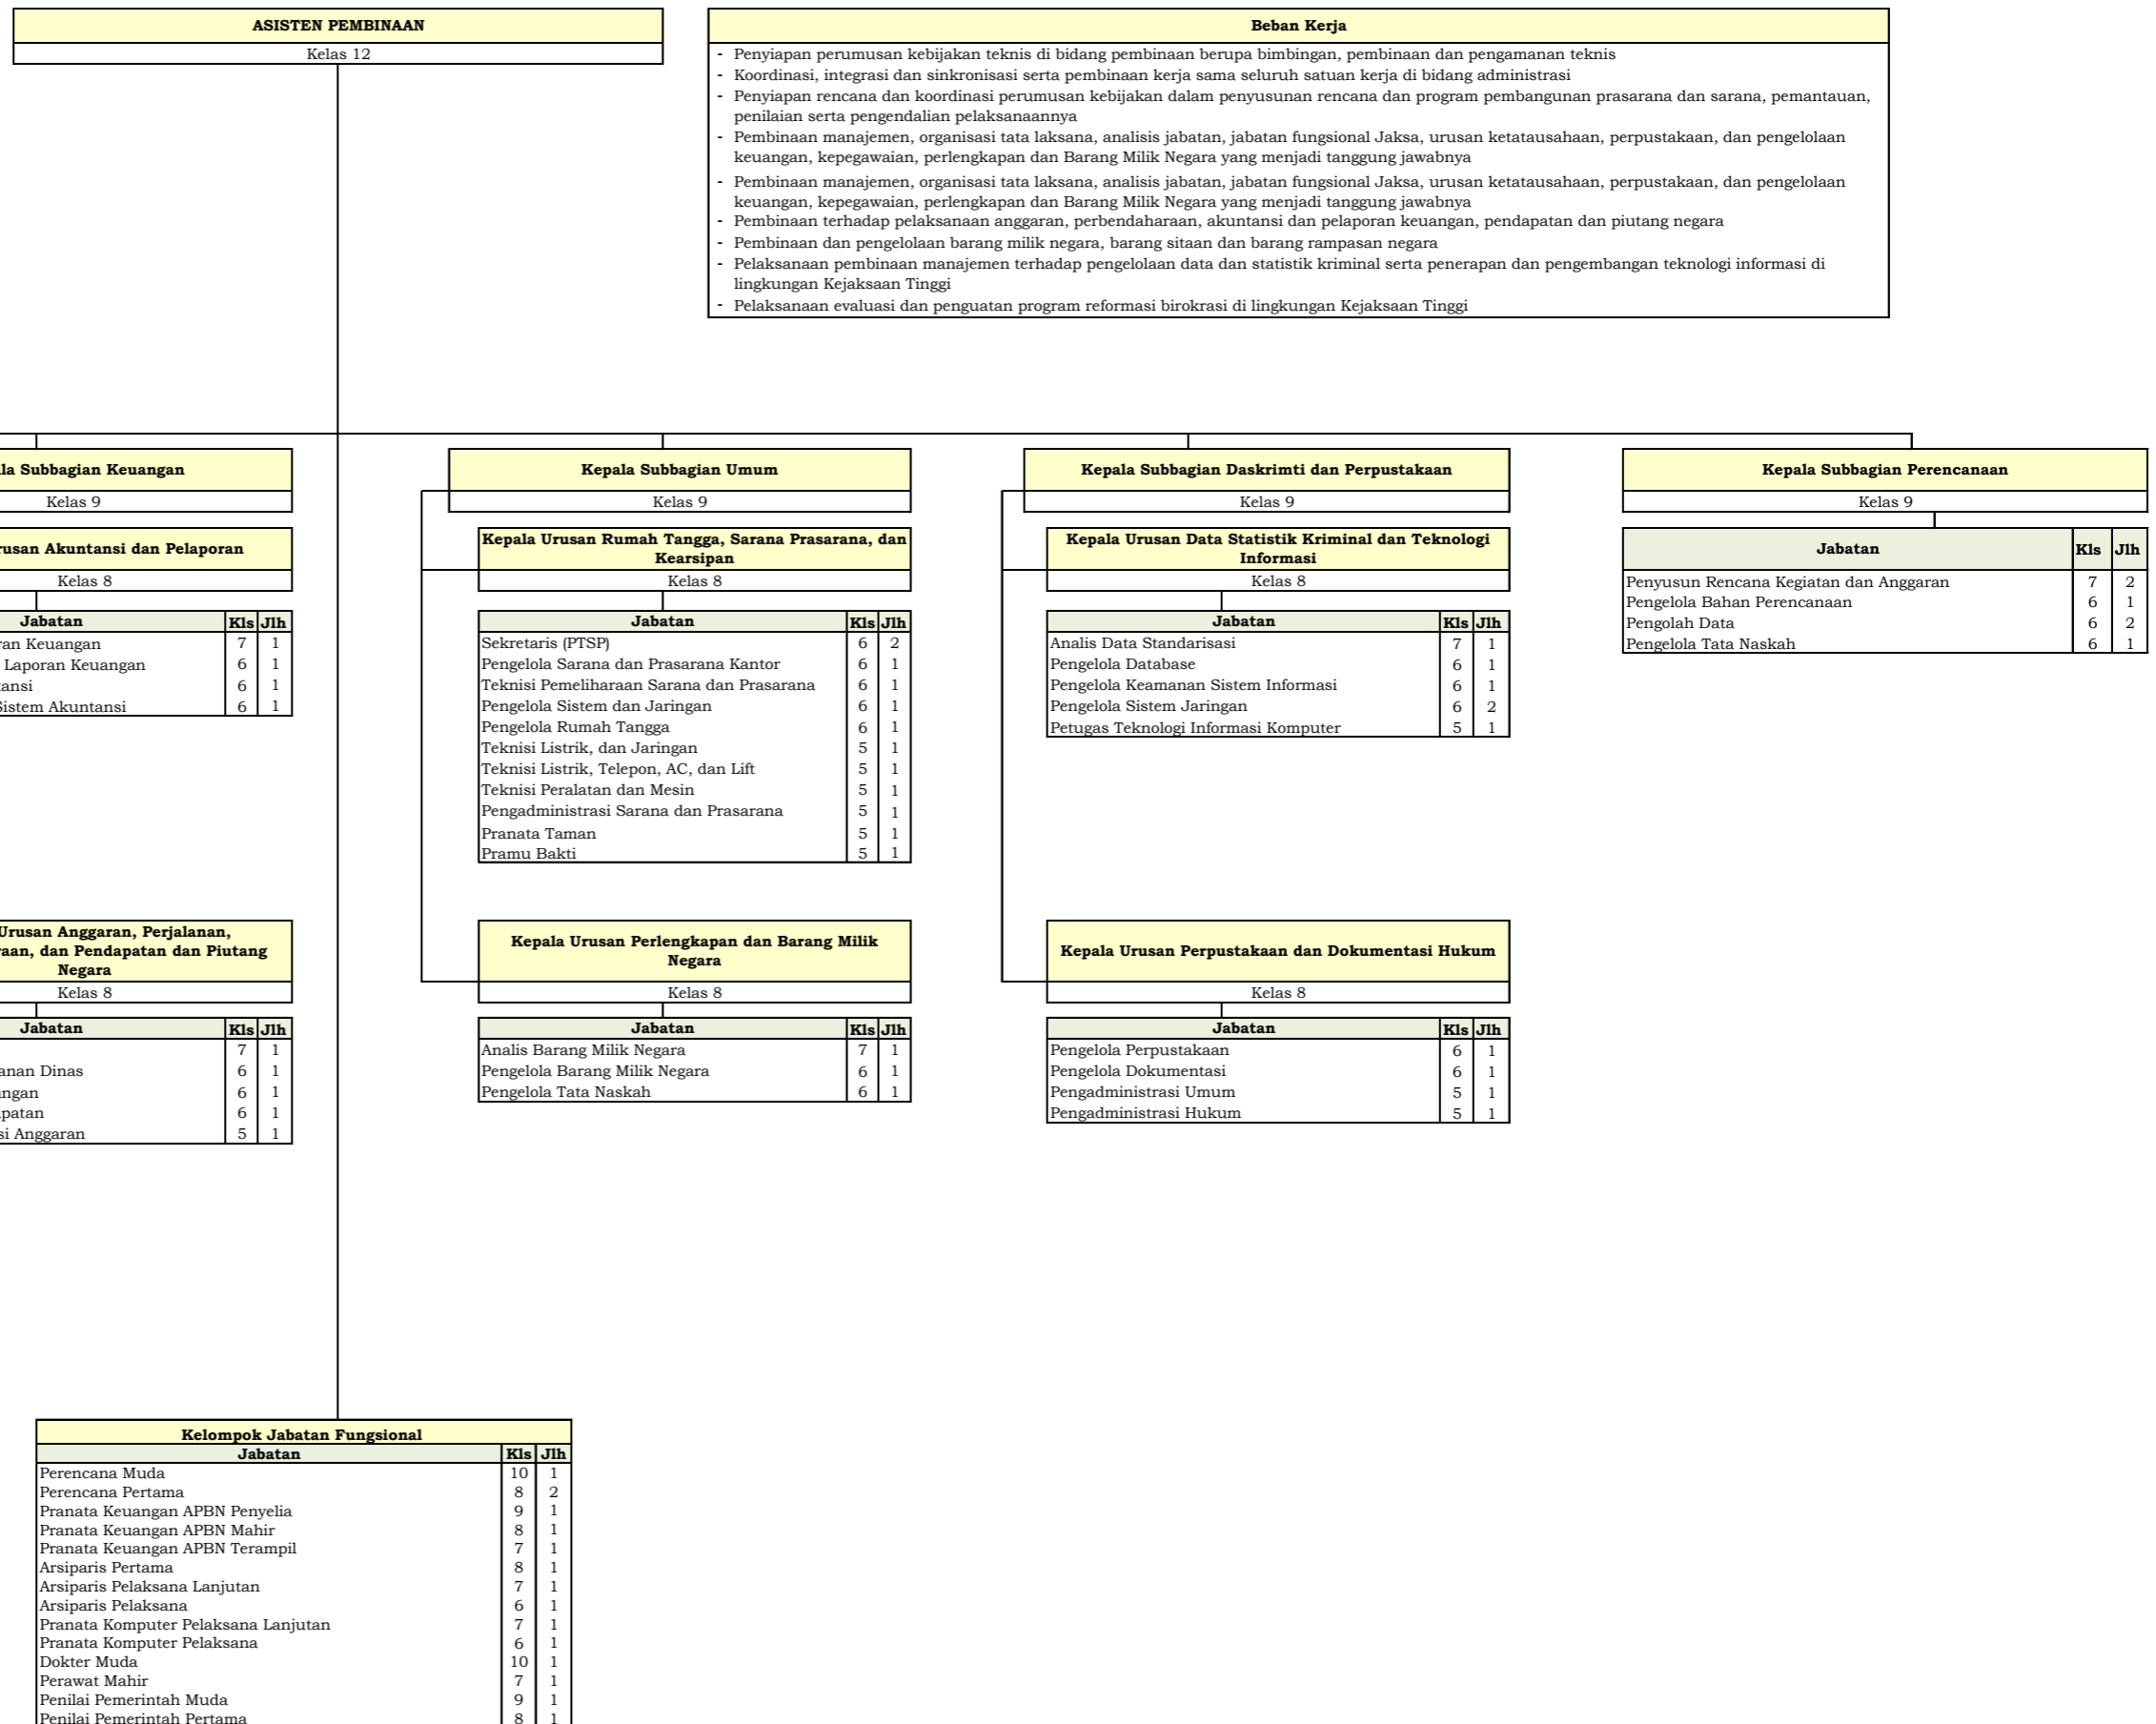 ASISTEN PEMBINAAN
Kelas 12
Beban Kerja
- Penyiapan perumusan kebijakan teknis di bidang pembinaan berupa bimbingan, pembinaan dan pengamanan teknis
- Koordinasi, integrasi dan sinkronisasi serta pembinaan kerja sama seluruh satuan kerja di bidang administrasi
- Penyiapan rencana dan koordinasi perumusan kebijakan dalam penyusunan rencana dan program pembangunan prasarana dan sarana, pemantauan,
penilaian serta pengendalian pelaksanaannya
- Pembinaan manajemen, organisasi tata laksana, analisis jabatan, jabatan fungsional Jaksa, urusan ketatausahaan, perpustakaan, dan pengelolaan
keuangan, kepegawaian, perlengkapan dan Barang Milik Negara yang menjadi tanggung jawabnya
- Pembinaan manajemen, organisasi tata laksana, analisis jabatan, jabatan fungsional Jaksa, urusan ketatausahaan, perpustakaan, dan pengelolaan
keuangan, kepegawaian, perlengkapan dan Barang Milik Negara yang menjadi tanggung jawabnya
- Pembinaan terhadap pelaksanaan anggaran, perbendaharaan, akuntansi dan pelaporan keuangan, pendapatan dan piutang negara
- Pembinaan dan pengelolaan barang milik negara, barang sitaan dan barang rampasan negara
- Pelaksanaan pembinaan manajemen terhadap pengelolaan data dan statistik kriminal serta penerapan dan pengembangan teknologi informasi di
lingkungan Kejaksaan Tinggi
- Pelaksanaan evaluasi dan penguatan program reformasi birokrasi di lingkungan Kejaksaan Tinggi
la Subbagian Keuangan
Kelas 9
rusan Akuntansi dan Pelaporan
Kelas 8
Jabatan Kls Jlh
ran Keuangan 7 1
Laporan Keuangan 6 1
tansi 6 1
Sistem Akuntansi 6 1
Urusan Anggaran, Perjalanan,
raan, dan Pendapatan dan Piutang
Negara
Kelas 8
Jabatan Kls Jlh
7 1
anan Dinas 6 1
ngan 6 1
patan 6 1
si Anggaran 5 1
Kepala Subbagian Umum
Kelas 9
Kepala Urusan Rumah Tangga, Sarana Prasarana, dan
Kearsipan
Kelas 8
Jabatan Kls Jlh
Sekretaris (PTSP) 6 2
Pengelola Sarana dan Prasarana Kantor 6 1
Teknisi Pemeliharaan Sarana dan Prasarana 6 1
Pengelola Sistem dan Jaringan 6 1
Pengelola Rumah Tangga 6 1
Teknisi Listrik, dan Jaringan 5 1
Teknisi Listrik, Telepon, AC, dan Lift 5 1
Teknisi Peralatan dan Mesin 5 1
Pengadministrasi Sarana dan Prasarana 5 1
Pranata Taman 5 1
Pramu Bakti 5 1
Kepala Urusan Perlengkapan dan Barang Milik
Negara
Kelas 8
Jabatan Kls Jlh
Analis Barang Milik Negara 7 1
Pengelola Barang Milik Negara 6 1
Pengelola Tata Naskah 6 1
Kepala Subbagian Daskrimti dan Perpustakaan
Kelas 9
Kepala Urusan Data Statistik Kriminal dan Teknologi
Informasi
Kelas 8
Jabatan Kls Jlh
Analis Data Standarisasi 7 1
Pengelola Database 6 1
Pengelola Keamanan Sistem Informasi 6 1
Pengelola Sistem Jaringan 6 2
Petugas Teknologi Informasi Komputer 5 1
Kepala Urusan Perpustakaan dan Dokumentasi Hukum
Kelas 8
Jabatan Kls Jlh
Pengelola Perpustakaan 6 1
Pengelola Dokumentasi 6 1
Pengadministrasi Umum 5 1
Pengadministrasi Hukum 5 1
Kepala Subbagian Perencanaan
Kelas 9
Jabatan Kls Jlh
Penyusun Rencana Kegiatan dan Anggaran 7 2
Pengelola Bahan Perencanaan 6 1
Pengolah Data 6 2
Pengelola Tata Naskah 6 1
Kelompok Jabatan Fungsional
Jabatan Kls Jlh
Perencana Muda 10 1
Perencana Pertama 8 2
Pranata Keuangan APBN Penyelia 9 1
Pranata Keuangan APBN Mahir 8 1
Pranata Keuangan APBN Terampil 7 1
Arsiparis Pertama 8 1
Arsiparis Pelaksana Lanjutan 7 1
Arsiparis Pelaksana 6 1
Pranata Komputer Pelaksana Lanjutan 7 1
Pranata Komputer Pelaksana 6 1
Dokter Muda 10 1
Perawat Mahir 7 1
Penilai Pemerintah Muda 9 1
Penilai Pemerintah Pertama 8 1